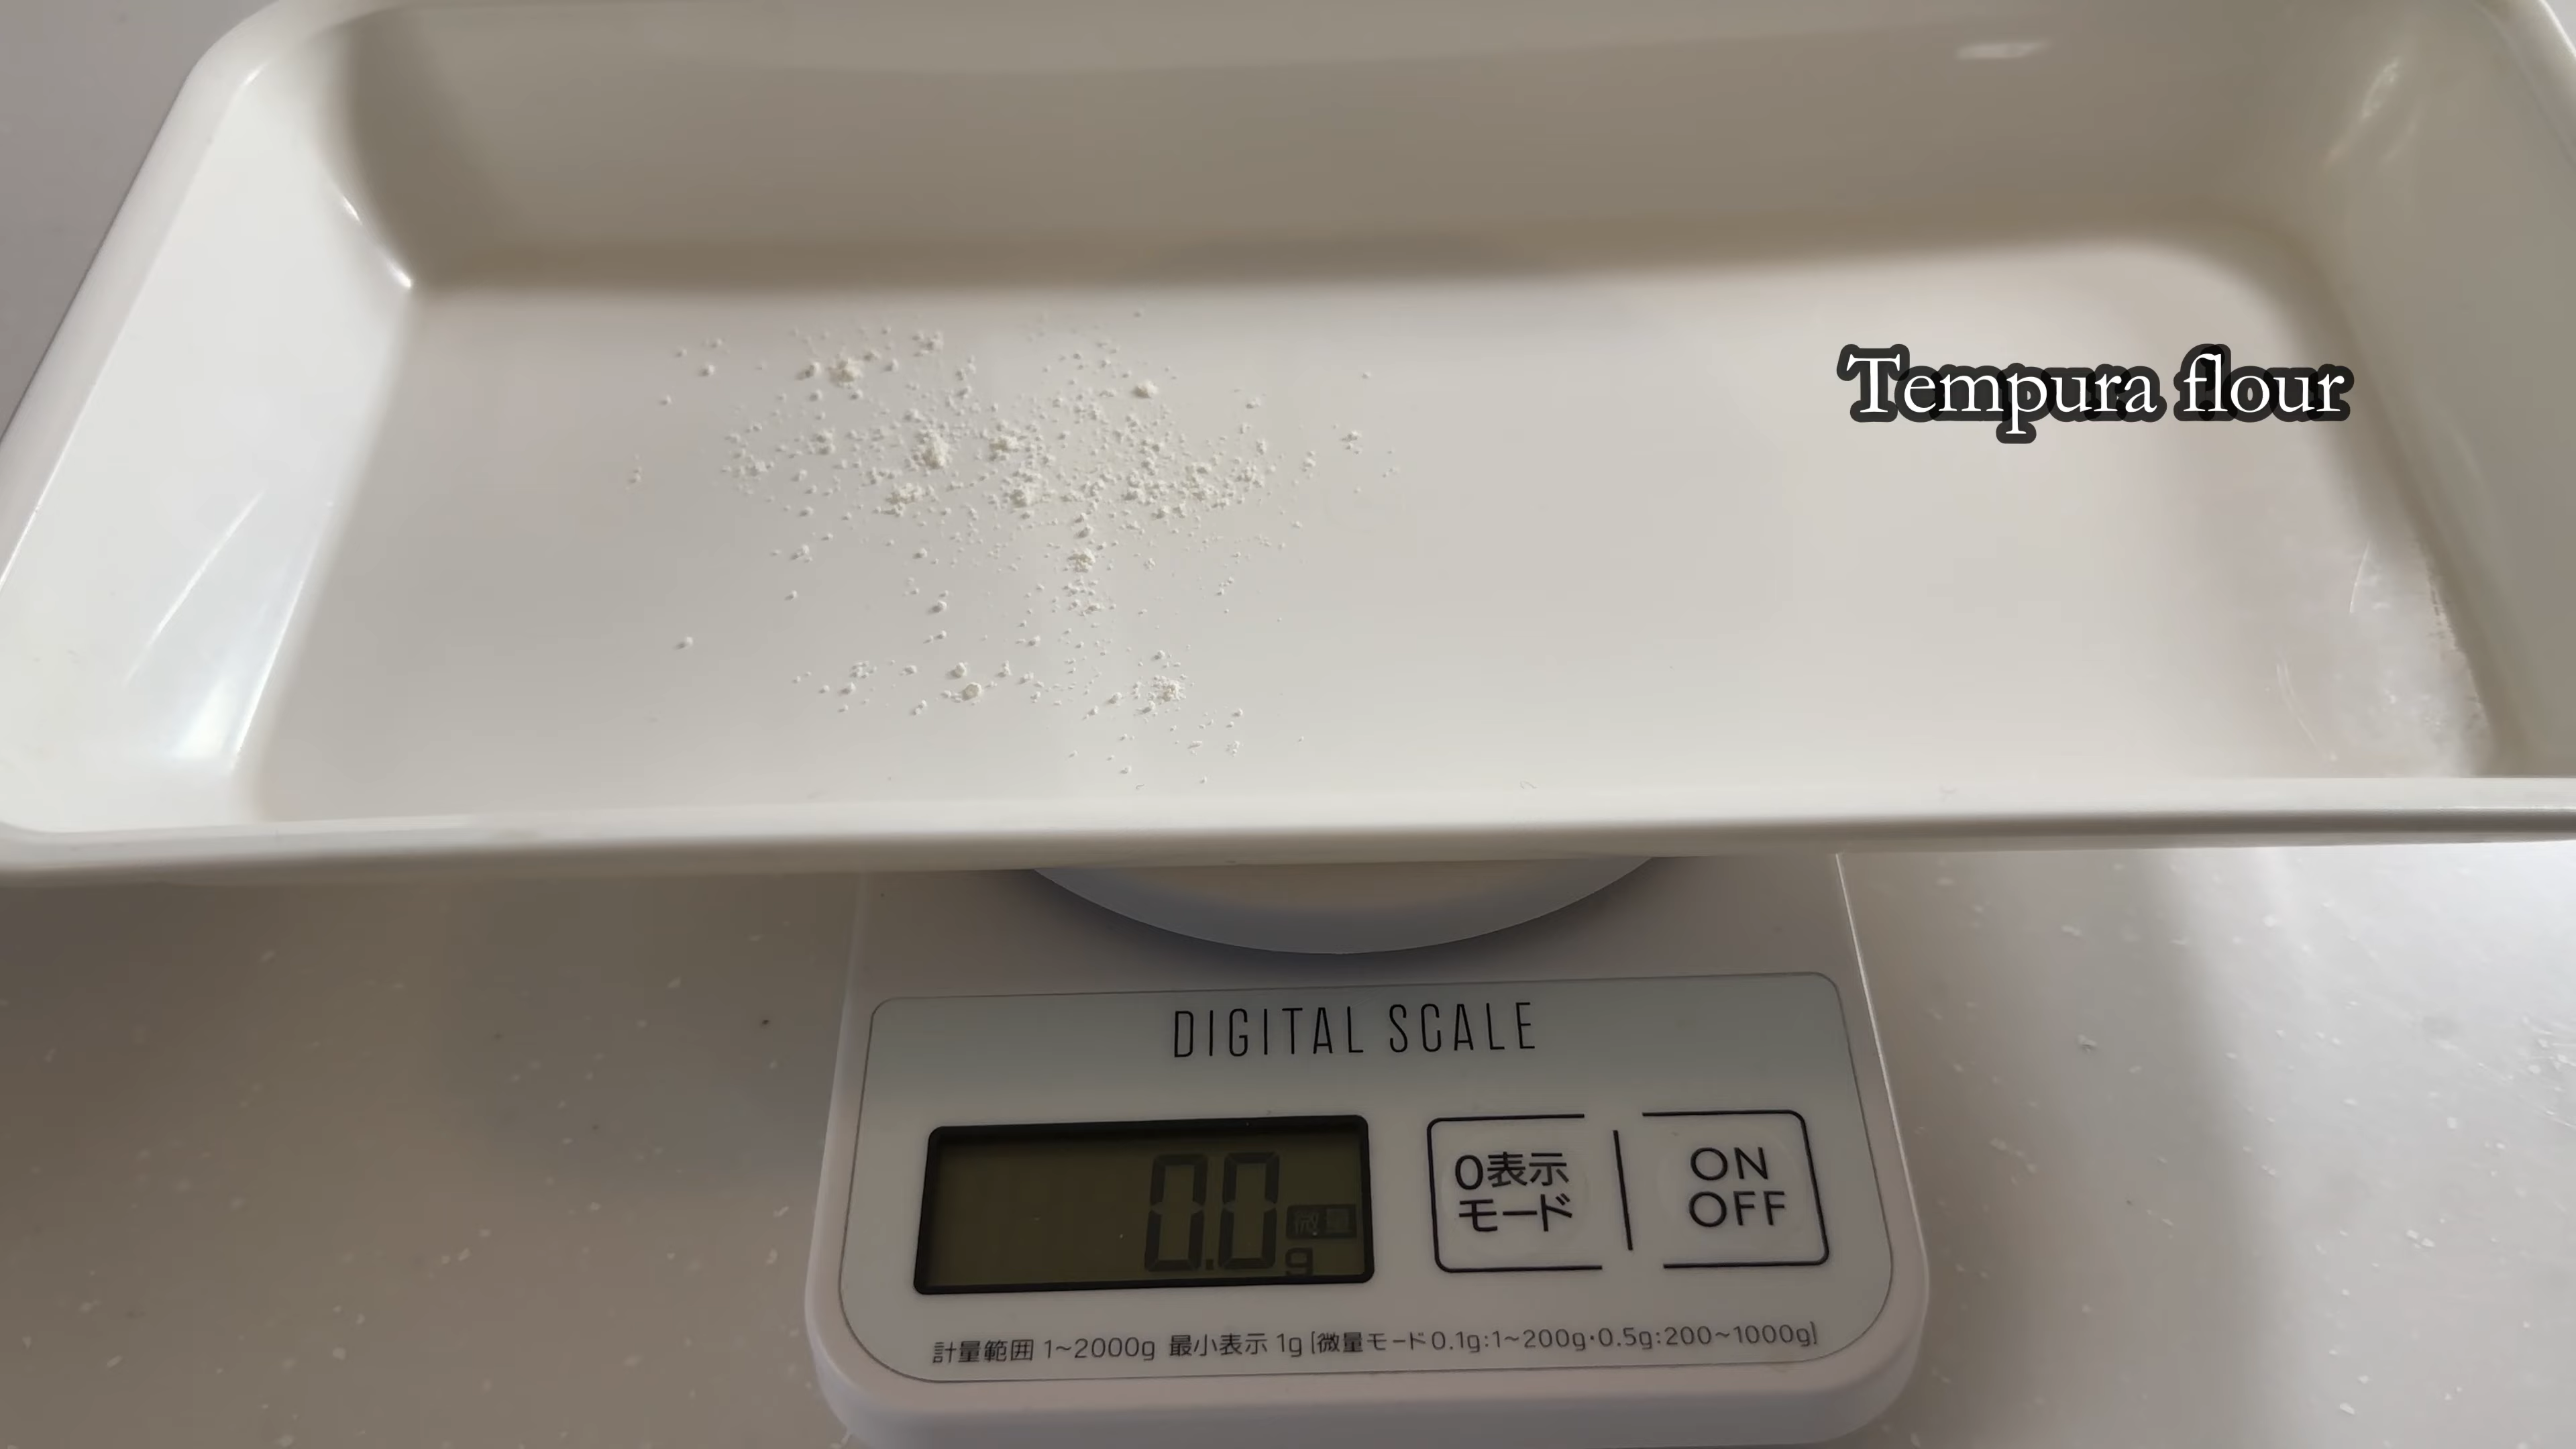 Tempura flour
DIGITAL SCALE
0.0
微量
g
0表示
モード
ON
OFF
計量範囲 1~2000g 最小表示 1g [微量モード0.1g:1~200g・0.5g:200~1000g]